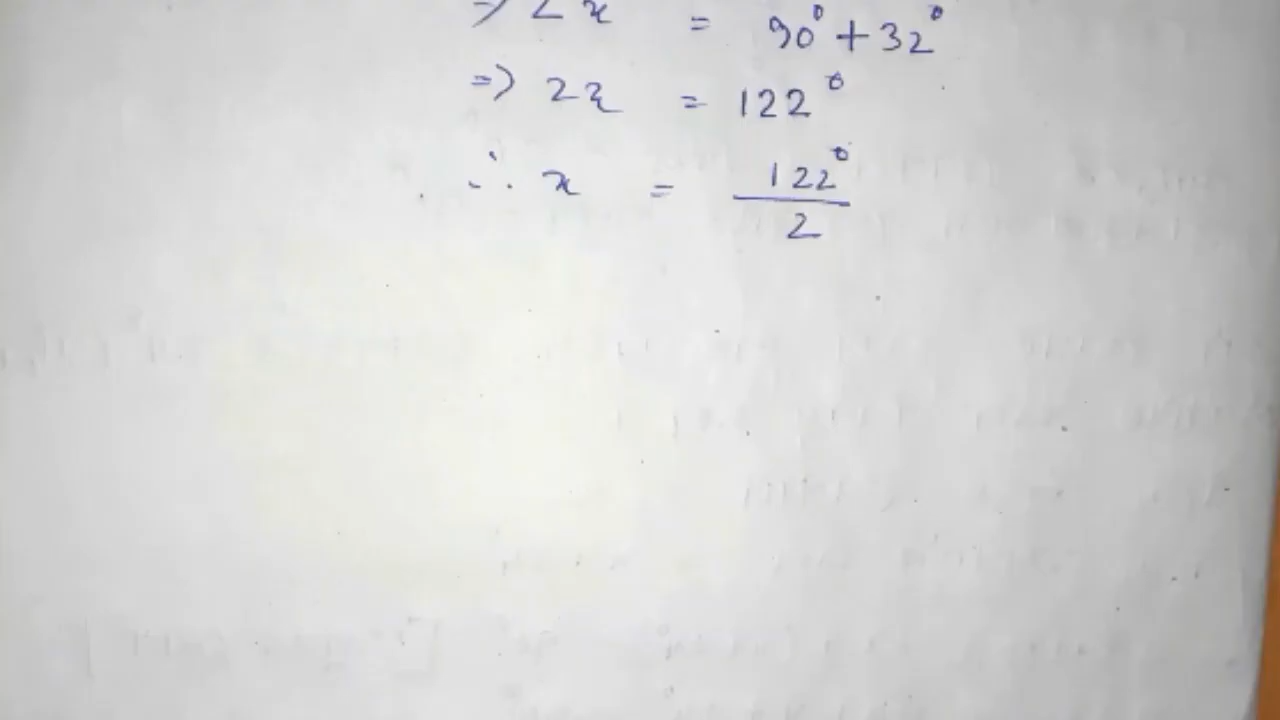 ⇒ 2x = 90° + 32°
⇒ 2x = 122°
∴ x = 122°/2